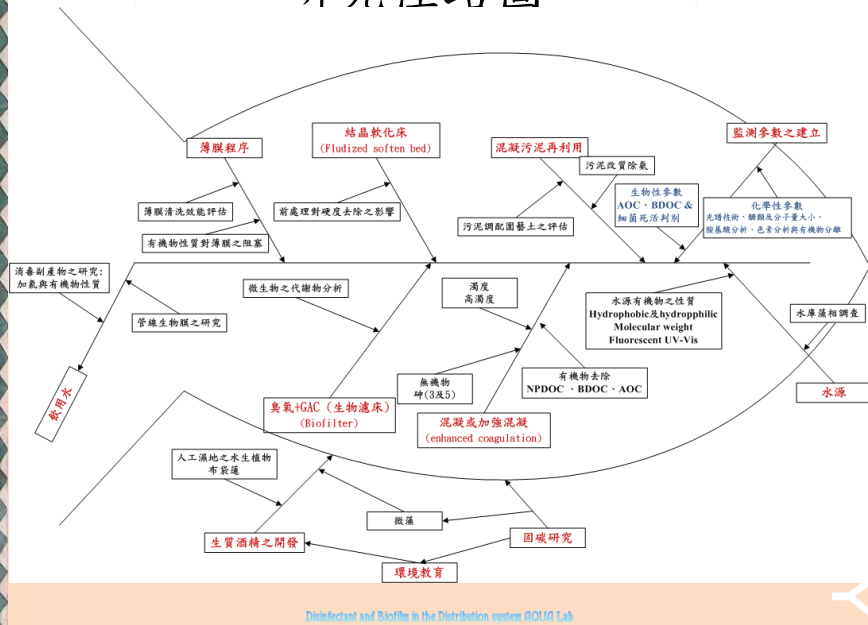 結晶軟化床
(Fludized soften bed)
薄膜程序
混凝污泥再利用
監測參數之建立
污泥改質除氨
生物性參數
AOC、BDOC &
細菌死活判別
化學性參數
光譜技術、醣類及分子量大小、
胺基酸分析、色素分析與有機物分離
薄膜清洗效能評估
前處理對硬度去除之影響
污泥調配園藝土之評估
有機物性質對薄膜之阻塞
消毒副產物之研究:
加氯與有機物性質
微生物之代謝物分析
濁度
高濁度
水源有機物之性質
Hydrophobic及hydropphilic
Molecular weight
Fluorescent UV-Vis
水庫藻相調查
管線生物膜之研究
無機物
砷(3及5)
有機物去除
NPDOC 、BDOC、AOC
水源
飲用水
臭氧+GAC (生物濾床)
(Biofilter)
混凝或加強混凝
(enhanced coagulation)
人工濕地之水生植物
布袋蓮
微藻
生質酒精之開發
固碳研究
環境教育
Disinfectant and Biofilm in the Distribution system AQUA Lab